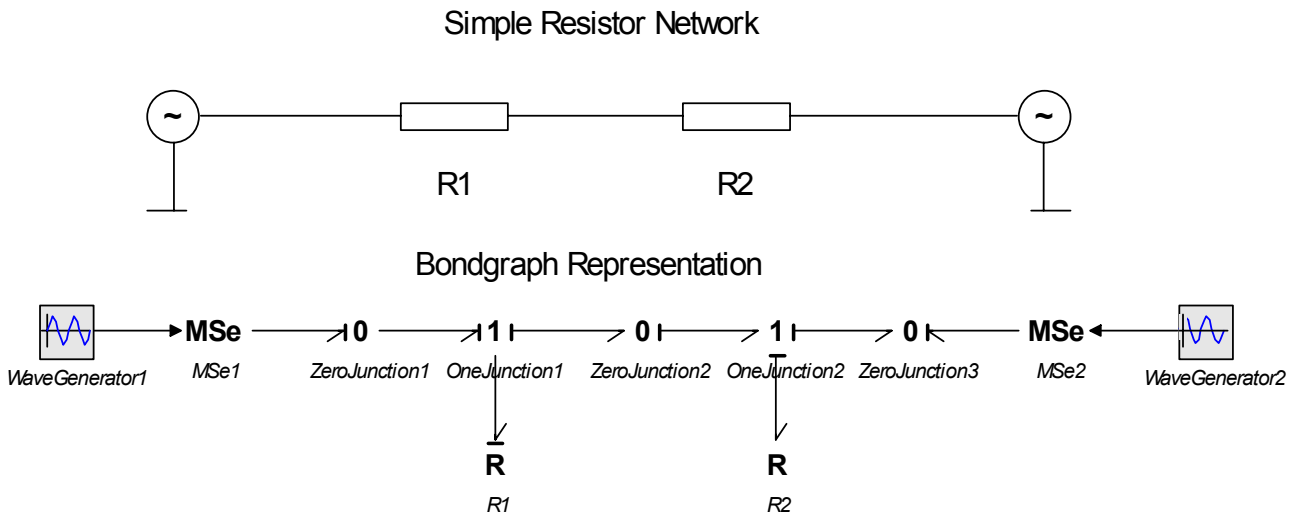 Simple Resistor Network
~ ~
R1 R2
Bondgraph Representation
MSe 0 1 0 1 0 MSe
WaveGenerator1 MSe1 ZeroJunction1 OneJunction1 ZeroJunction2 OneJunction2 ZeroJunction3 MSe2 WaveGenerator2
R R
R1 R2